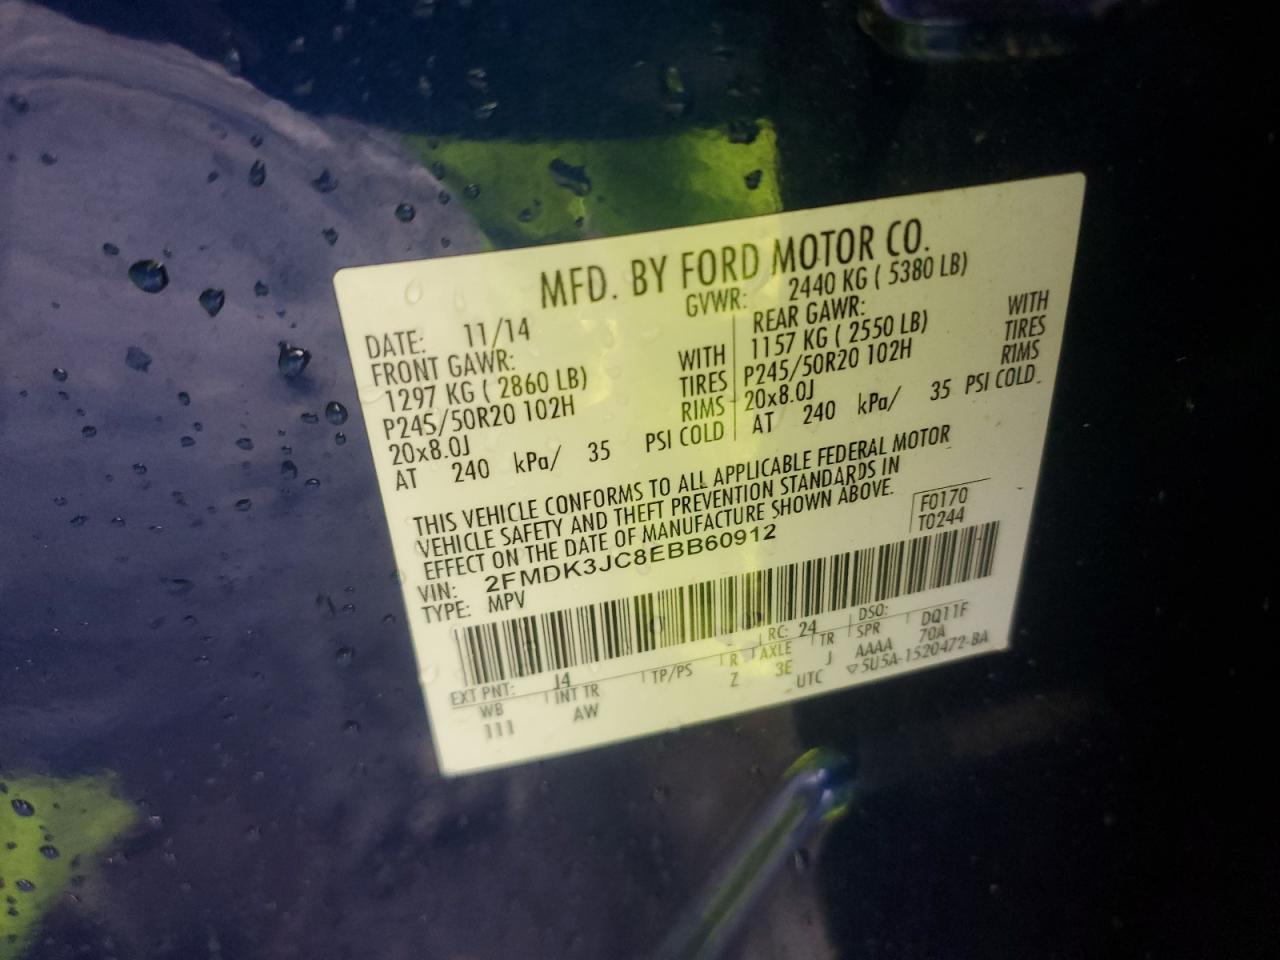 MFD. BY FORD MOTOR CO.
DATE: 11/14 GVWR: 2440 KG ( 5380 LB)
FRONT GAWR: REAR GAWR:
1297 KG ( 2860 LB) WITH 1157 KG ( 2550 LB) WITH
P245/50R20 102H TIRES P245/50R20 102H TIRES
20x8.0J RIMS 20x8.0J RIMS
AT 240 kPa/ 35 PSI COLD AT 240 kPa/ 35 PSI COLD
THIS VEHICLE CONFORMS TO ALL APPLICABLE FEDERAL MOTOR
VEHICLE SAFETY AND THEFT PREVENTION STANDARDS IN
EFFECT ON THE DATE OF MANUFACTURE SHOWN ABOVE.
F0170
T0244
VIN: 2FMDK3JC8EBB60912
TYPE: MPV
EXT PNT: J4 RC: 24 DSO: DQ11F
WB INT TR TP/PS R AXLE TR SPR 70A
111 AW Z 3E J AAAA
UTC ▽5U5A-1520472-BA